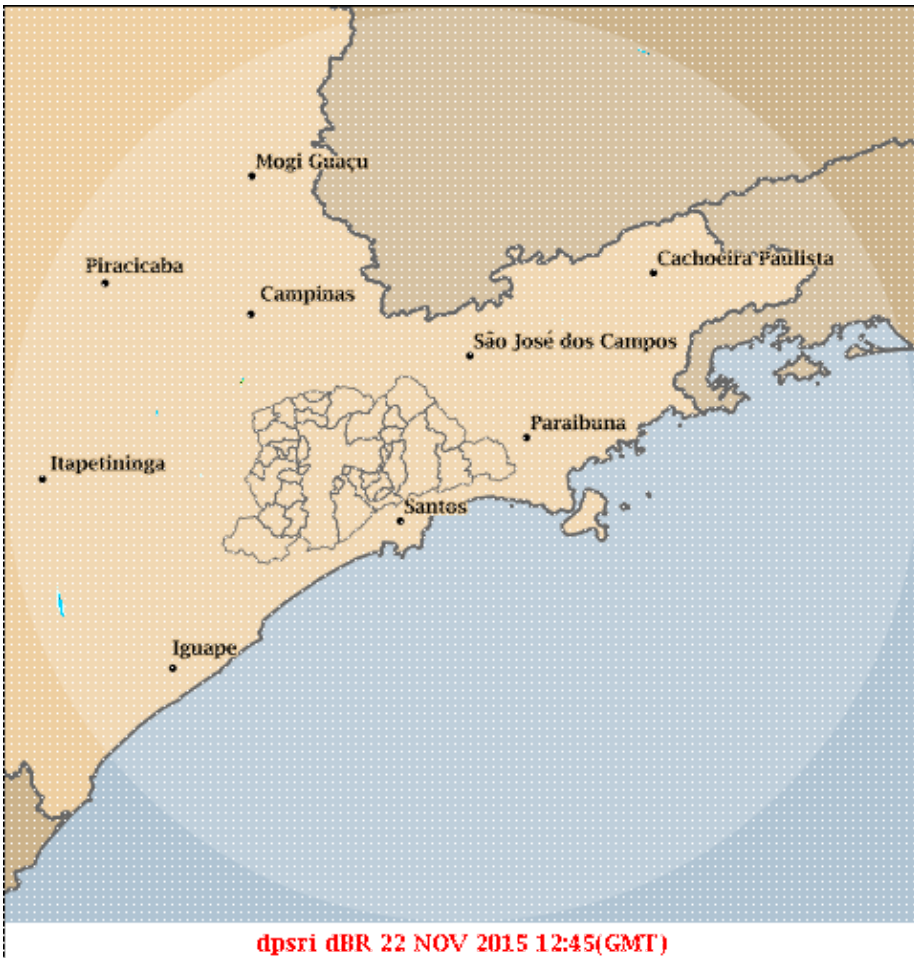 Mogi Guaçu
Piracicaba
Cachoeira Paulista
Campinas
São José dos Campos
Paraibuna
Itapetininga
Santos
Iguape
dpsri dBR 22 NOV 2015 12:45(GMT)